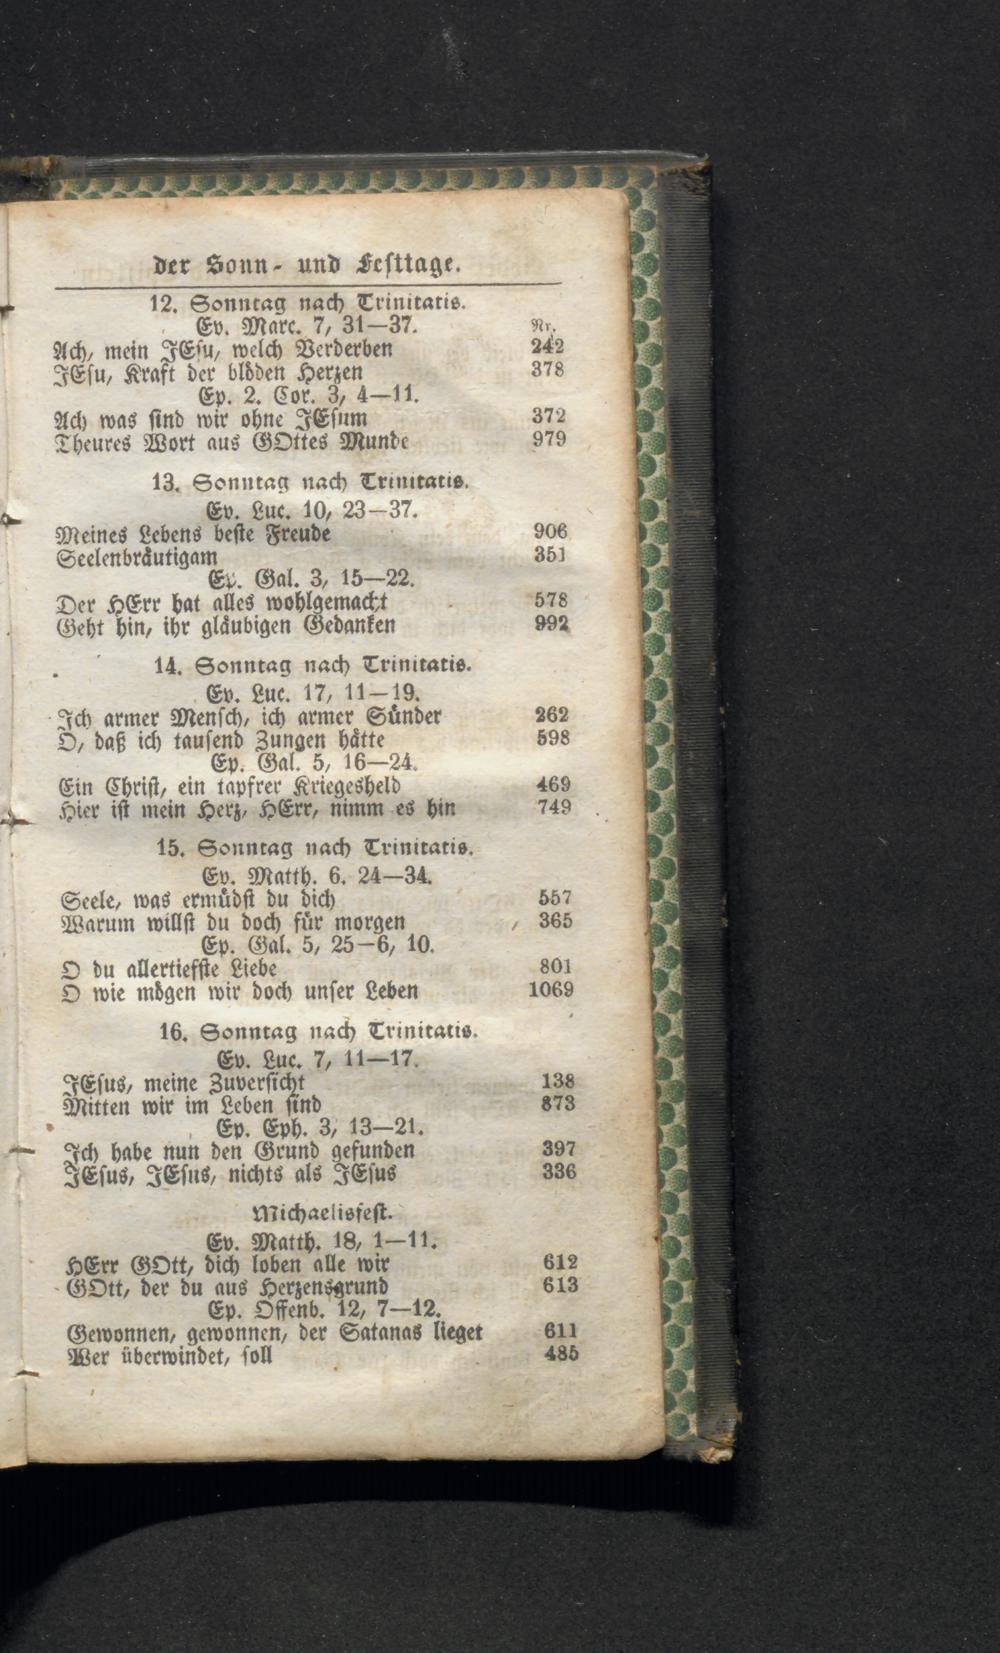 der Sonn- und Festtage.
12. Sonntag nach Trinitatis.
Ev. Marc. 7, 31—37. Nr.
Ach, mein JEsu, welch Verderben 242
JEsu, Kraft der blöden Herzen 378
Ep. 2. Cor. 3, 4—11.
Ach was sind wir ohne JEsum 372
Theures Wort aus GOttes Munde 979
13. Sonntag nach Trinitatis.
Ev. Luc. 10, 23—37.
Meines Lebens beste Freude 906
Seelenbräutigam 351
Ep. Gal. 3, 15—22.
Der HErr hat alles wohlgemacht 578
Geht hin, ihr gläubigen Gedanken 992
14. Sonntag nach Trinitatis.
Ev. Luc. 17, 11—19.
Ich armer Mensch, ich armer Sünder 262
O, daß ich tausend Zungen hätte 598
Ep. Gal. 5, 16—24.
Ein Christ, ein tapfrer Kriegesheld 469
Hier ist mein Herz, HErr, nimm es hin 749
15. Sonntag nach Trinitatis.
Ev. Matth. 6. 24—34.
Seele, was ermüdst du dich 557
Warum willst du doch für morgen 365
Ep. Gal. 5, 25—6, 10.
O du allertiefste Liebe 801
O wie mögen wir doch unser Leben 1069
16. Sonntag nach Trinitatis.
Ev. Luc. 7, 11—17.
JEsus, meine Zuversicht 138
Mitten wir im Leben sind 873
Ep. Eph. 3, 13—21.
Ich habe nun den Grund gefunden 397
JEsus, JEsus, nichts als JEsus 336
Michaelisfest.
Ev. Matth. 18, 1—11.
HErr GOtt, dich loben alle wir 612
GOtt, der du aus Herzensgrund 613
Ep. Offenb. 12, 7—12.
Gewonnen, gewonnen, der Satanas lieget 611
Wer überwindet, soll 485